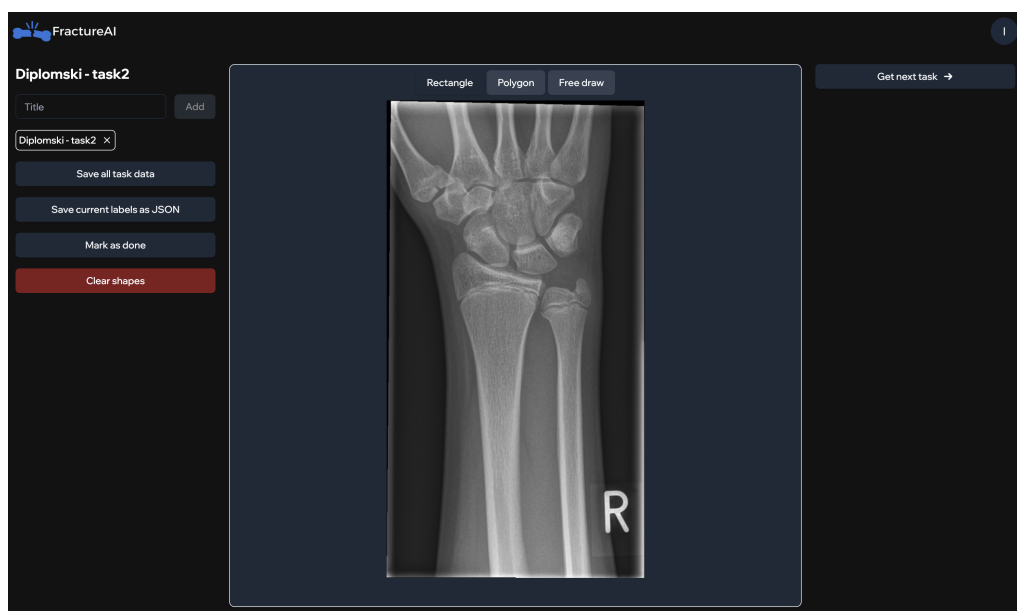 FractureAI
I
Diplomski - task2
Title
Add
Diplomski - task2 ×
Save all task data
Save current labels as JSON
Mark as done
Clear shapes
Rectangle
Polygon
Free draw
R
Get next task →